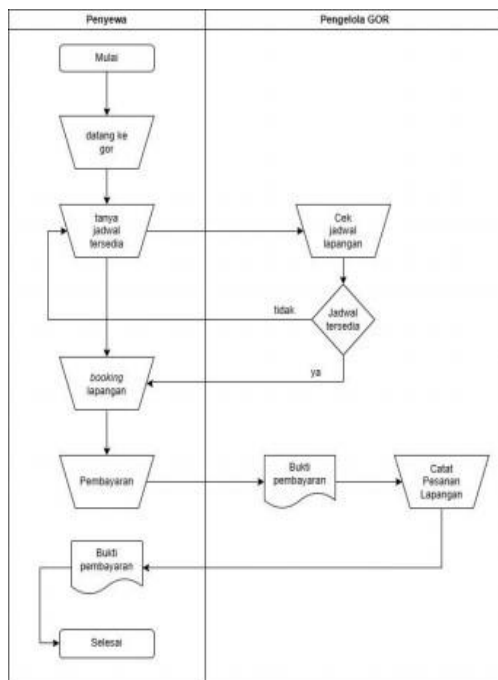 Penyewa
Pengelola GOR
Mulai
datang ke
gor
tanya
jadwal
tersedia
Cek
jadwal
lapangan
tidak
Jadwal
tersedia
ya
booking
lapangan
Pembayaran
Bukti
pembayaran
Catat
Pesanan
Lapangan
Bukti
pembayaran
Selesai